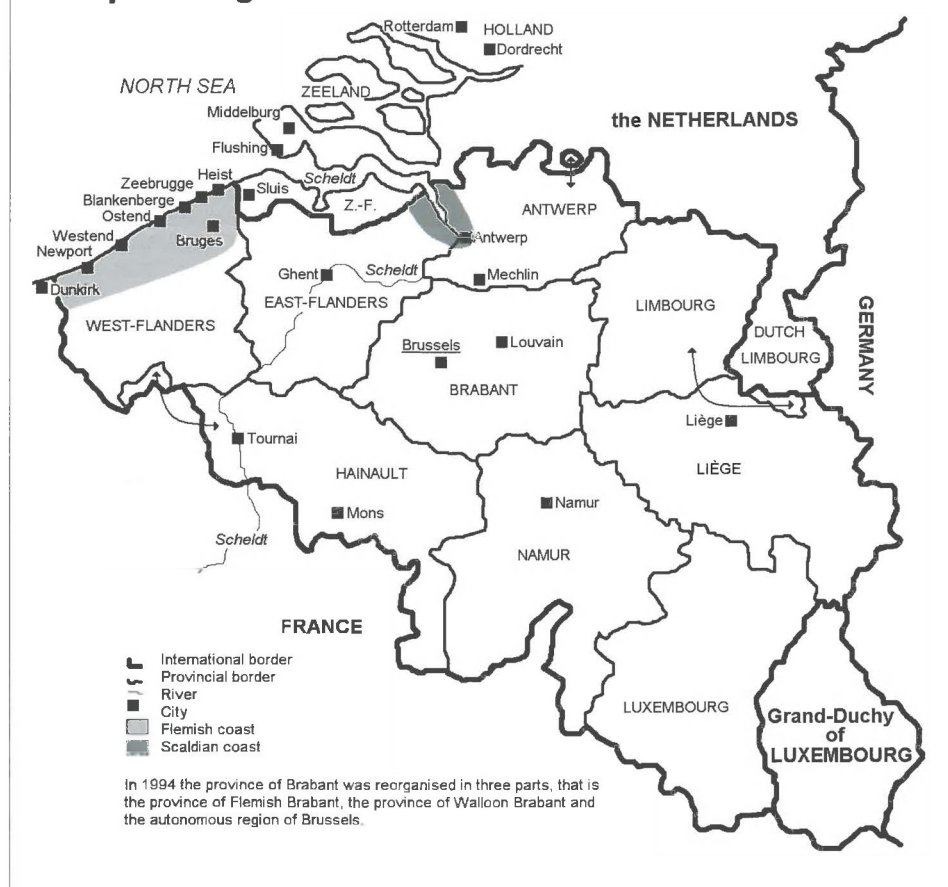 Rotterdam
HOLLAND
Dordrecht
NORTH SEA
ZEELAND
Middelburg
the NETHERLANDS
Flushing
Heist
Scheldt
Zeebrugge
Sluis
Blankenberge
Z.-F.
ANTWERP
Ostend
Bruges
Antwerp
Westend
Newport
Ghent
Scheldt
Mechlin
Dunkirk
EAST-FLANDERS
LIMBOURG
GERMANY
WEST-FLANDERS
DUTCH
LIMBOURG
Brussels
Louvain
BRABANT
Liège
Tournai
HAINAULT
LIÈGE
Mons
Namur
Scheldt
NAMUR
FRANCE
International border
Provincial border
River
City
Flemish coast
Scaldian coast
LUXEMBOURG
Grand-Duchy
of
LUXEMBOURG
In 1994 the province of Brabant was reorganised in three parts, that is
the province of Flemish Brabant, the province of Walloon Brabant and
the autonomous region of Brussels.